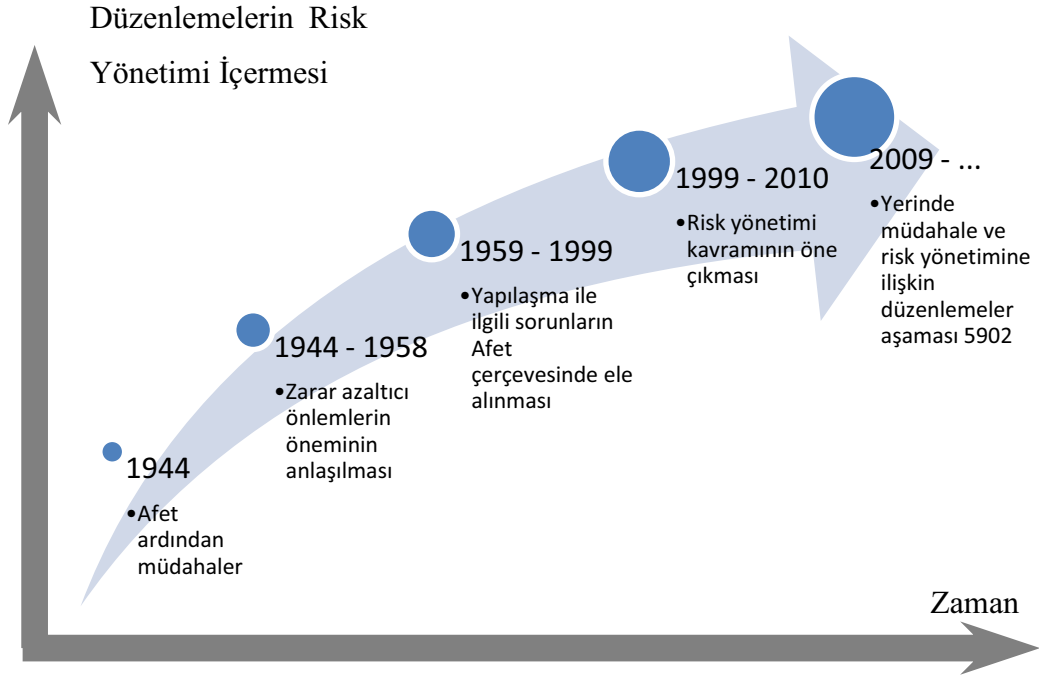 Düzenlemelerin Risk
Yönetimi İçermesi
1944
•Afet
ardından
müdahaler
1944 - 1958
•Zarar azaltıcı
önlemlerin
öneminin
anlaşılması
1959 - 1999
•Yapılaşma ile
ilgili sorunların
Afet
çerçevesinde ele
alınması
1999 - 2010
•Risk yönetimi
kavramının öne
çıkması
2009 - ...
•Yerinde
müdahale ve
risk yönetimine
ilişkin
düzenlemeler
aşaması 5902
Zaman